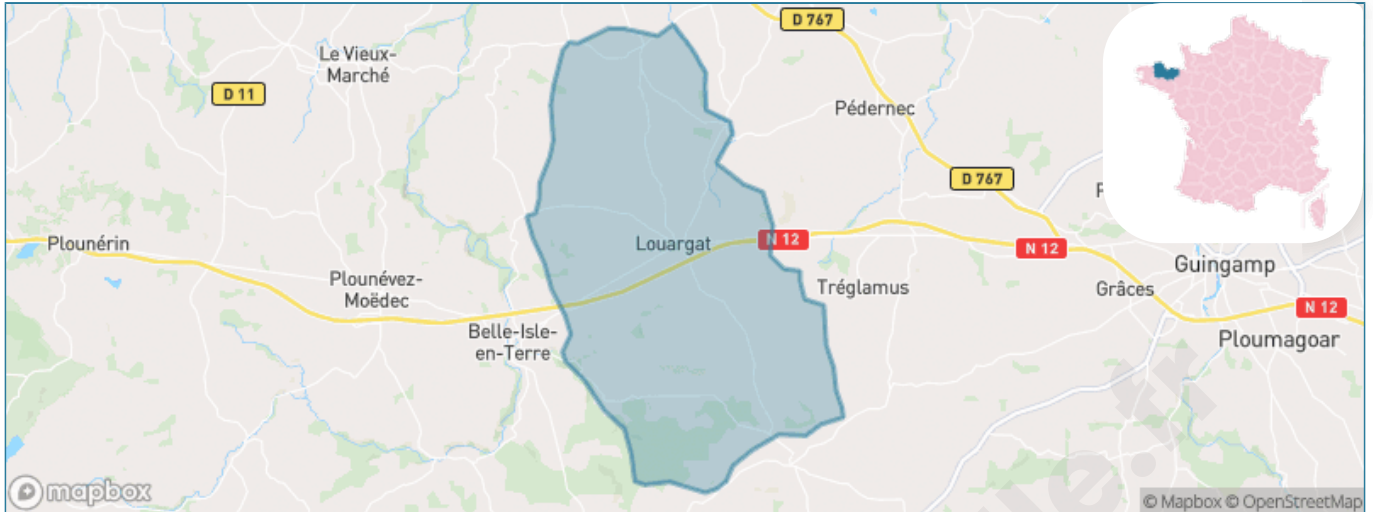 D 767
Le Vieux-
Marché
D 11
Pédernec
D 767
Plounérin
Louargat
N 12
N 12
Guingamp
Plounévez-
Moëdec
Tréglamus
Grâces
N 12
Belle-Isle-
en-Terre
Ploumagoar
mapbox
© Mapbox © OpenStreetMap